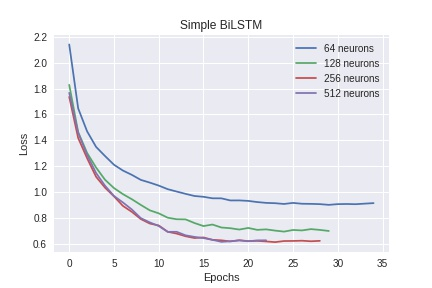 Simple BiLSTM
2.2
2.0
1.8
1.6
1.4
1.2
1.0
0.8
0.6
Loss
64 neurons
128 neurons
256 neurons
512 neurons
0 5 10 15 20 25 30 35
Epochs